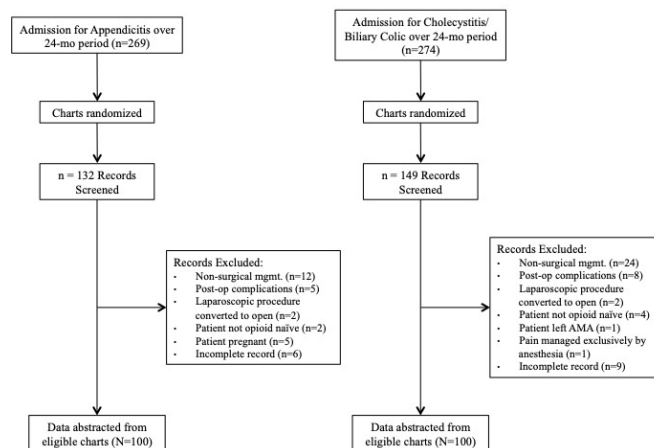 Admission for Appendicitis over
24-mo period (n=269)
Charts randomized
n = 132 Records
Screened
Records Excluded:
· Non-surgical mgmt. (n=12)
· Post-op complications (n=5)
· Laparoscopic procedure
converted to open (n=2)
· Patient not opioid naïve (n=2)
· Patient pregnant (n=5)
· Incomplete record (n=6)
Data abstracted from
eligible charts (N=100)
Admission for Cholecystitis/
Biliary Colic over 24-mo period
(n=274)
Charts randomized
n = 149 Records
Screened
Records Excluded:
· Non-surgical mgmt. (n=24)
· Post-op complications (n=8)
· Laparoscopic procedure
converted to open (n=2)
· Patient not opioid naïve (n=4)
· Patient left AMA (n=1)
· Pain managed exclusively by
anesthesia (n=1)
· Incomplete record (n=9)
Data abstracted from
eligible charts (N=100)